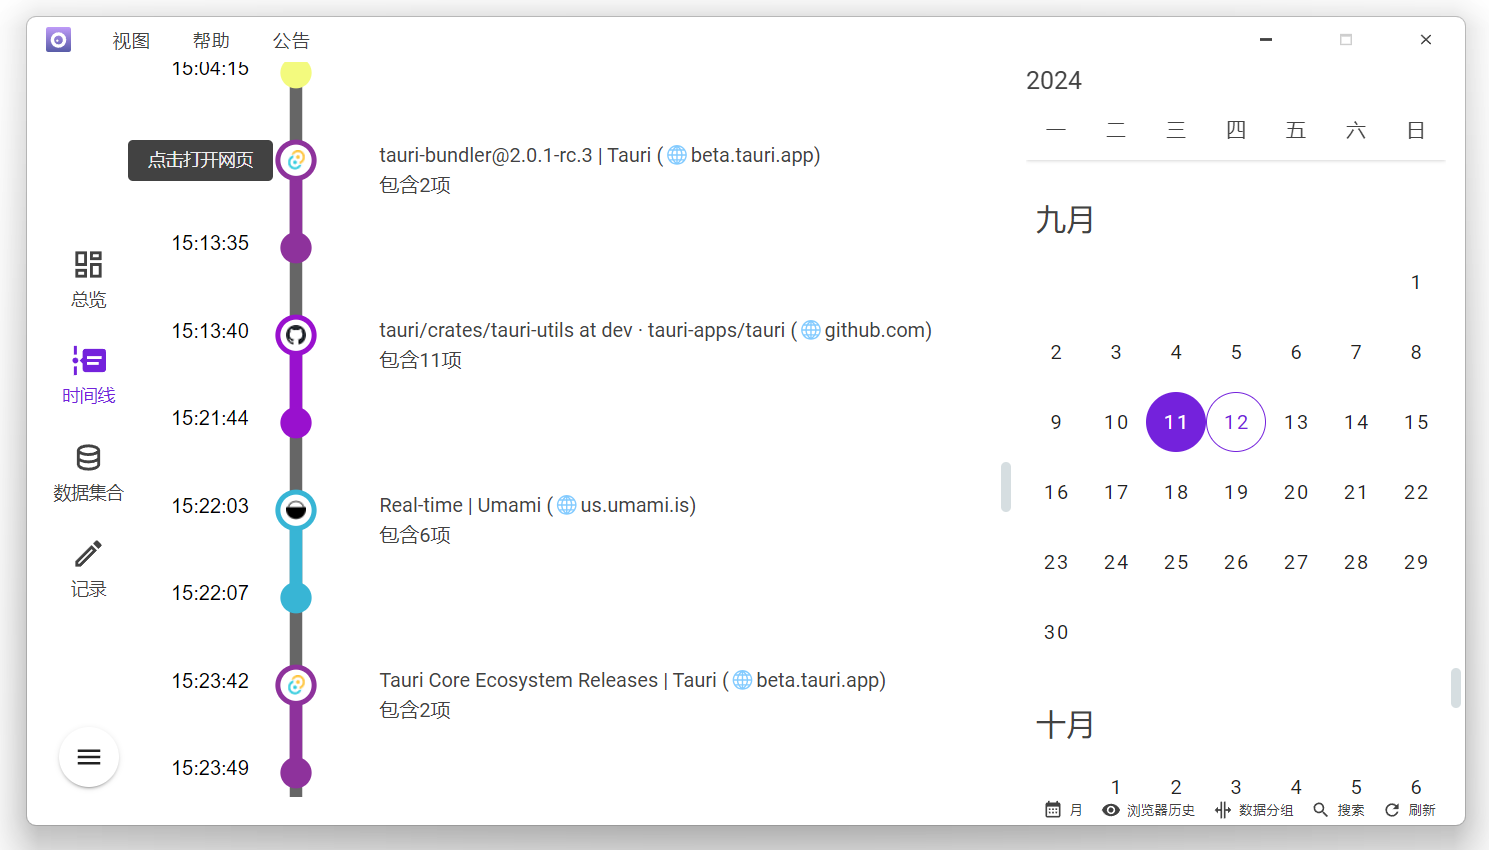 视图 帮助 公告
15:04:15
点击打开网页
tauri-bundler@2.0.1-rc.3 | Tauri (🌐beta.tauri.app)
包含2项
15:13:35
15:13:40
tauri/crates/tauri-utils at dev · tauri-apps/tauri (🌐github.com)
包含11项
15:21:44
15:22:03
Real-time | Umami (🌐us.umami.is)
包含6项
15:22:07
15:23:42
Tauri Core Ecosystem Releases | Tauri (🌐beta.tauri.app)
包含2项
15:23:49
总览
时间线
数据集合
记录
2024
一 二 三 四 五 六 日
九月
1
2 3 4 5 6 7 8
9 10 11 12 13 14 15
16 17 18 19 20 21 22
23 24 25 26 27 28 29
30
十月
1 2 3 4 5 6
月 浏览器历史 数据分组 搜索 刷新